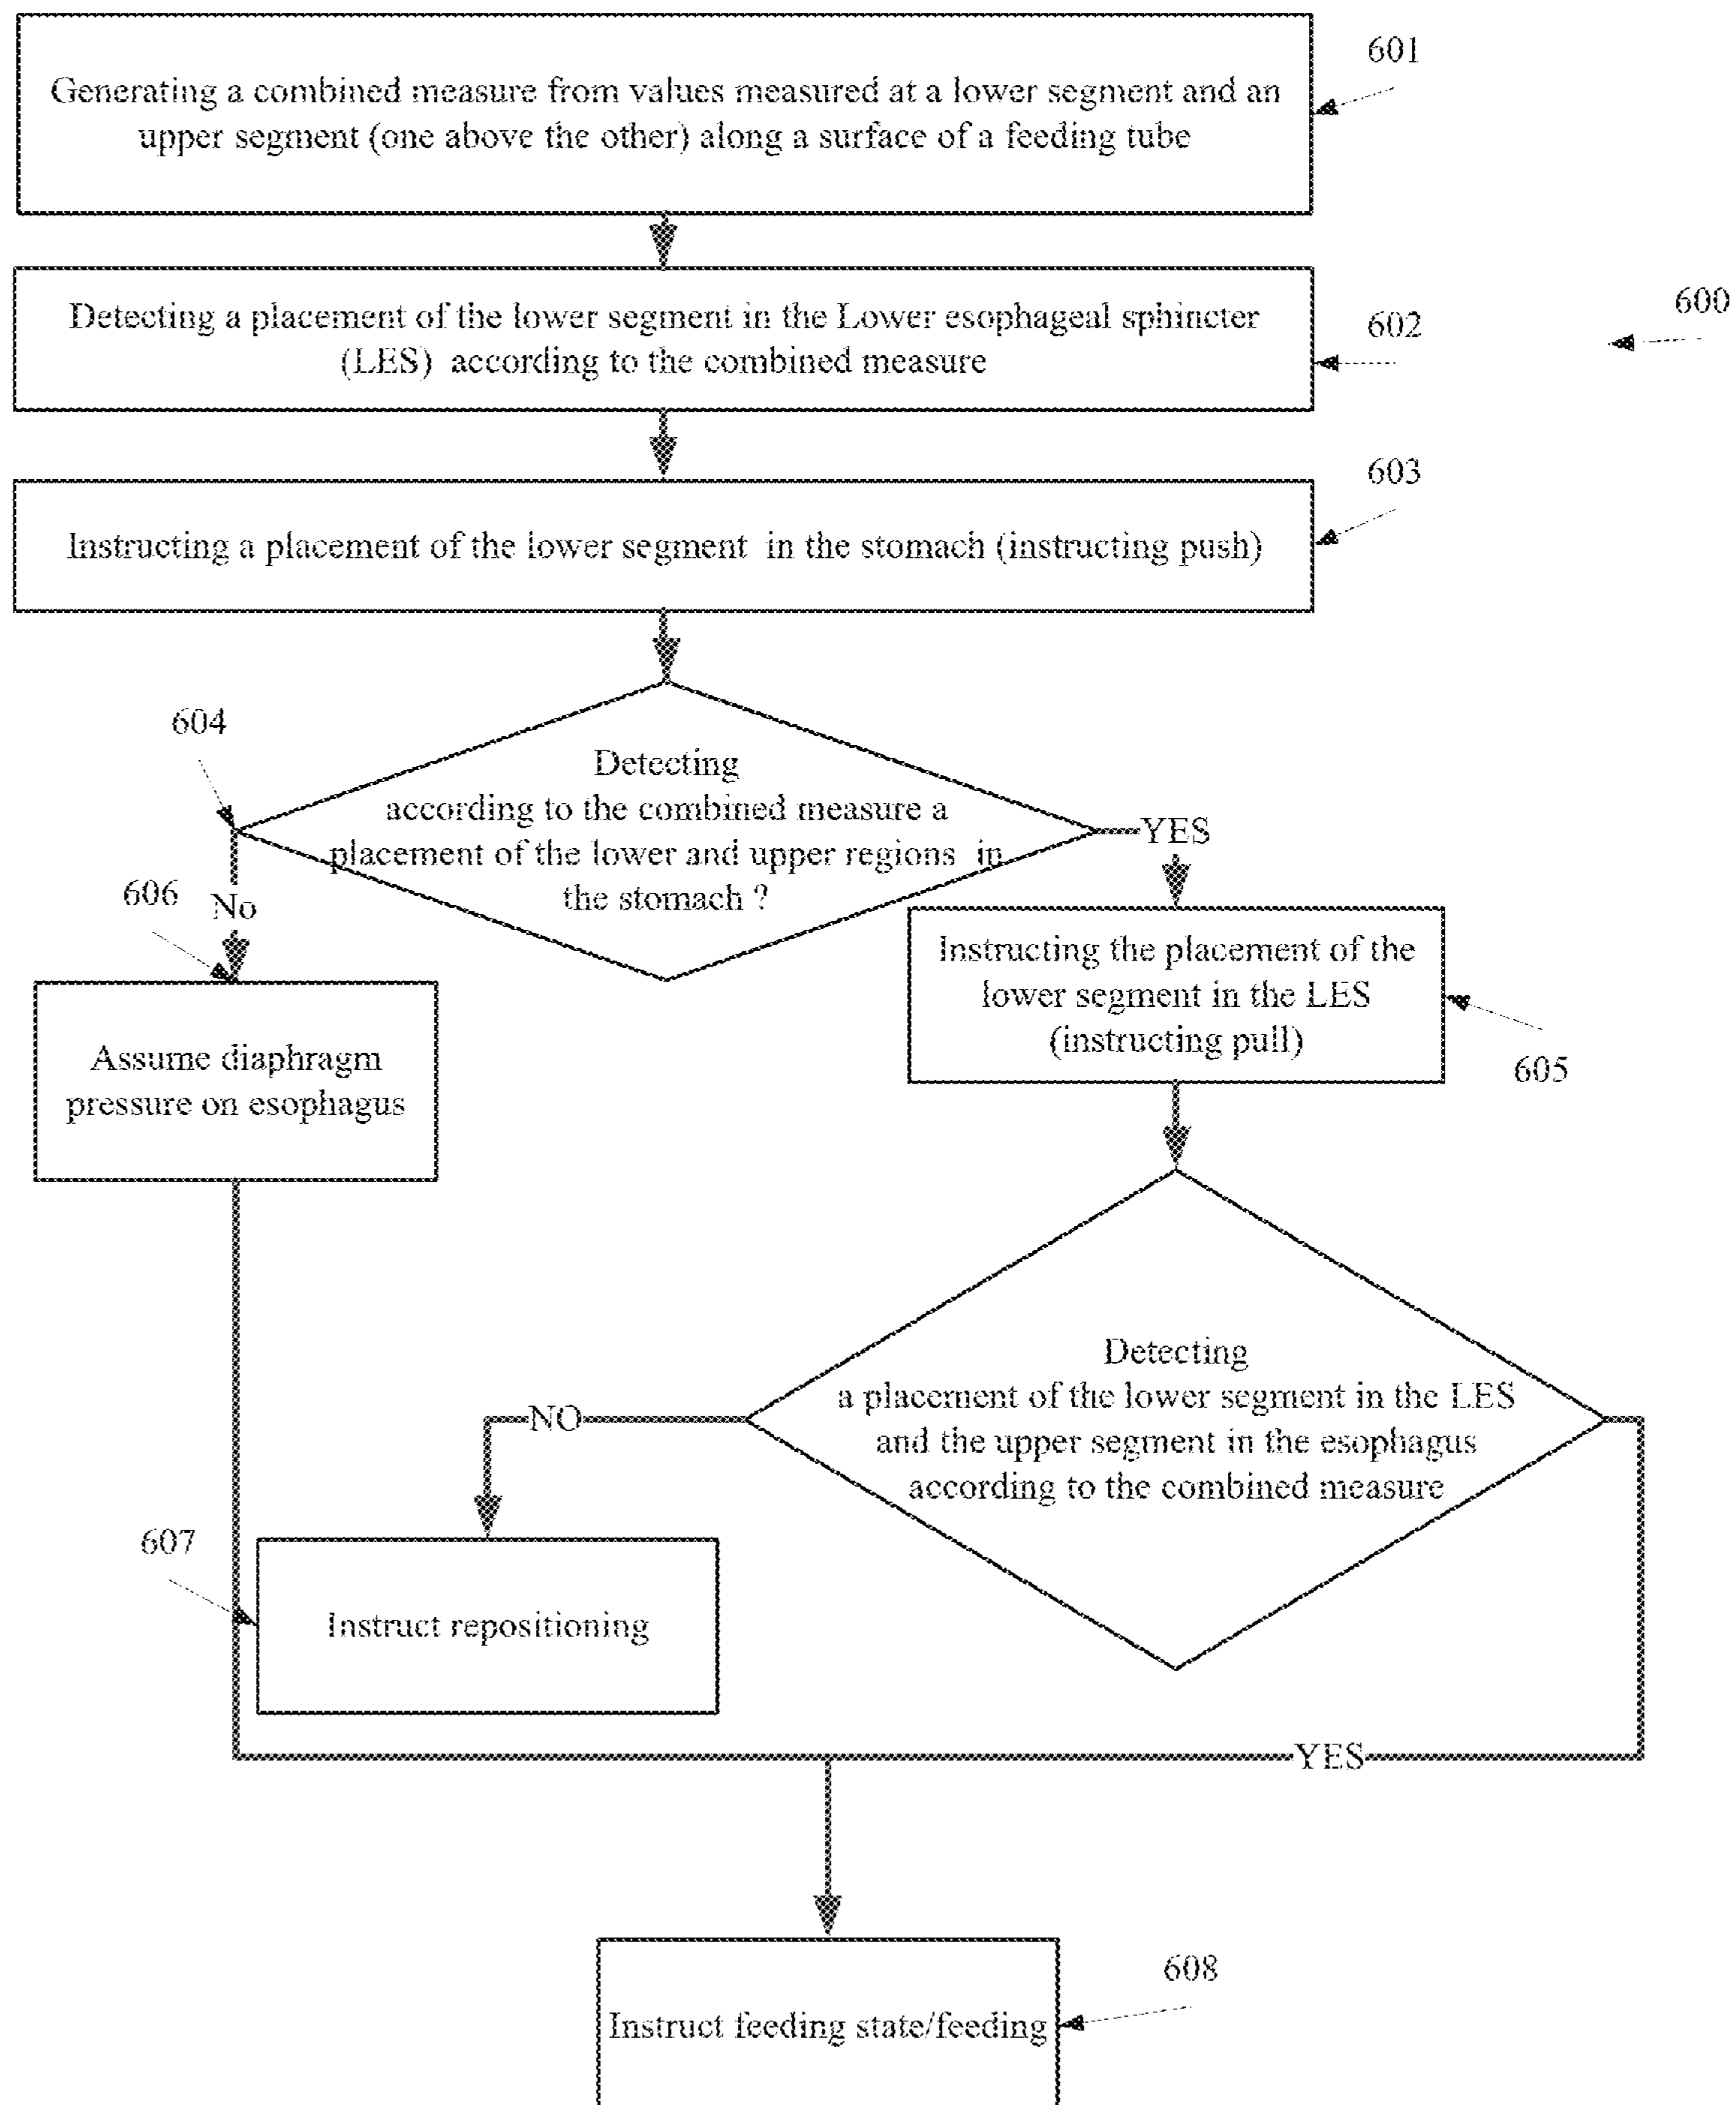 601
Generating a combined measure from values measured at a lower segment and an
upper segment (one above the other) along a surface of a feeding tube
600
602
Detecting a placement of the lower segment in the Lower esophageal sphincter
(LES) according to the combined measure
603
Instructing a placement of the lower segment in the stomach (instructing push)
604
Detecting
according to the combined measure a
placement of the lower and upper regions in
the stomach ?
YES
606
No
Instructing the placement of the
lower segment in the LES
(instructing pull)
605
Assume diaphragm
pressure on esophagus
Detecting
a placement of the lower segment in the LES
and the upper segment in the esophagus
according to the combined measure
NO
607
Instruct repositioning
YES
608
Instruct feeding state/feeding